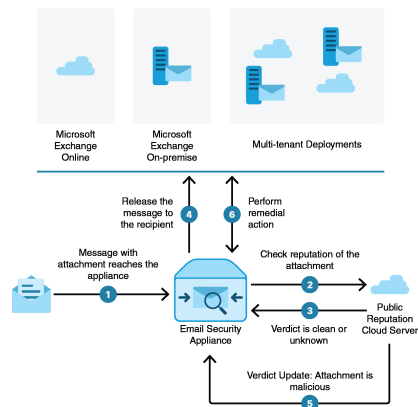 Microsoft
Exchange
Online
Microsoft
Exchange
On-premise
Multi-tenant Deployments
Release the
message to
the recipient
4
6
Perform
remedial
action
Message with
attachment reaches the
appliance
1
Check reputation of the
attachment
2
3
Verdict is clean or
unknown
Email Security
Appliance
Public
Reputation
Cloud Server
Verdict Update: Attachment is
malicious
5